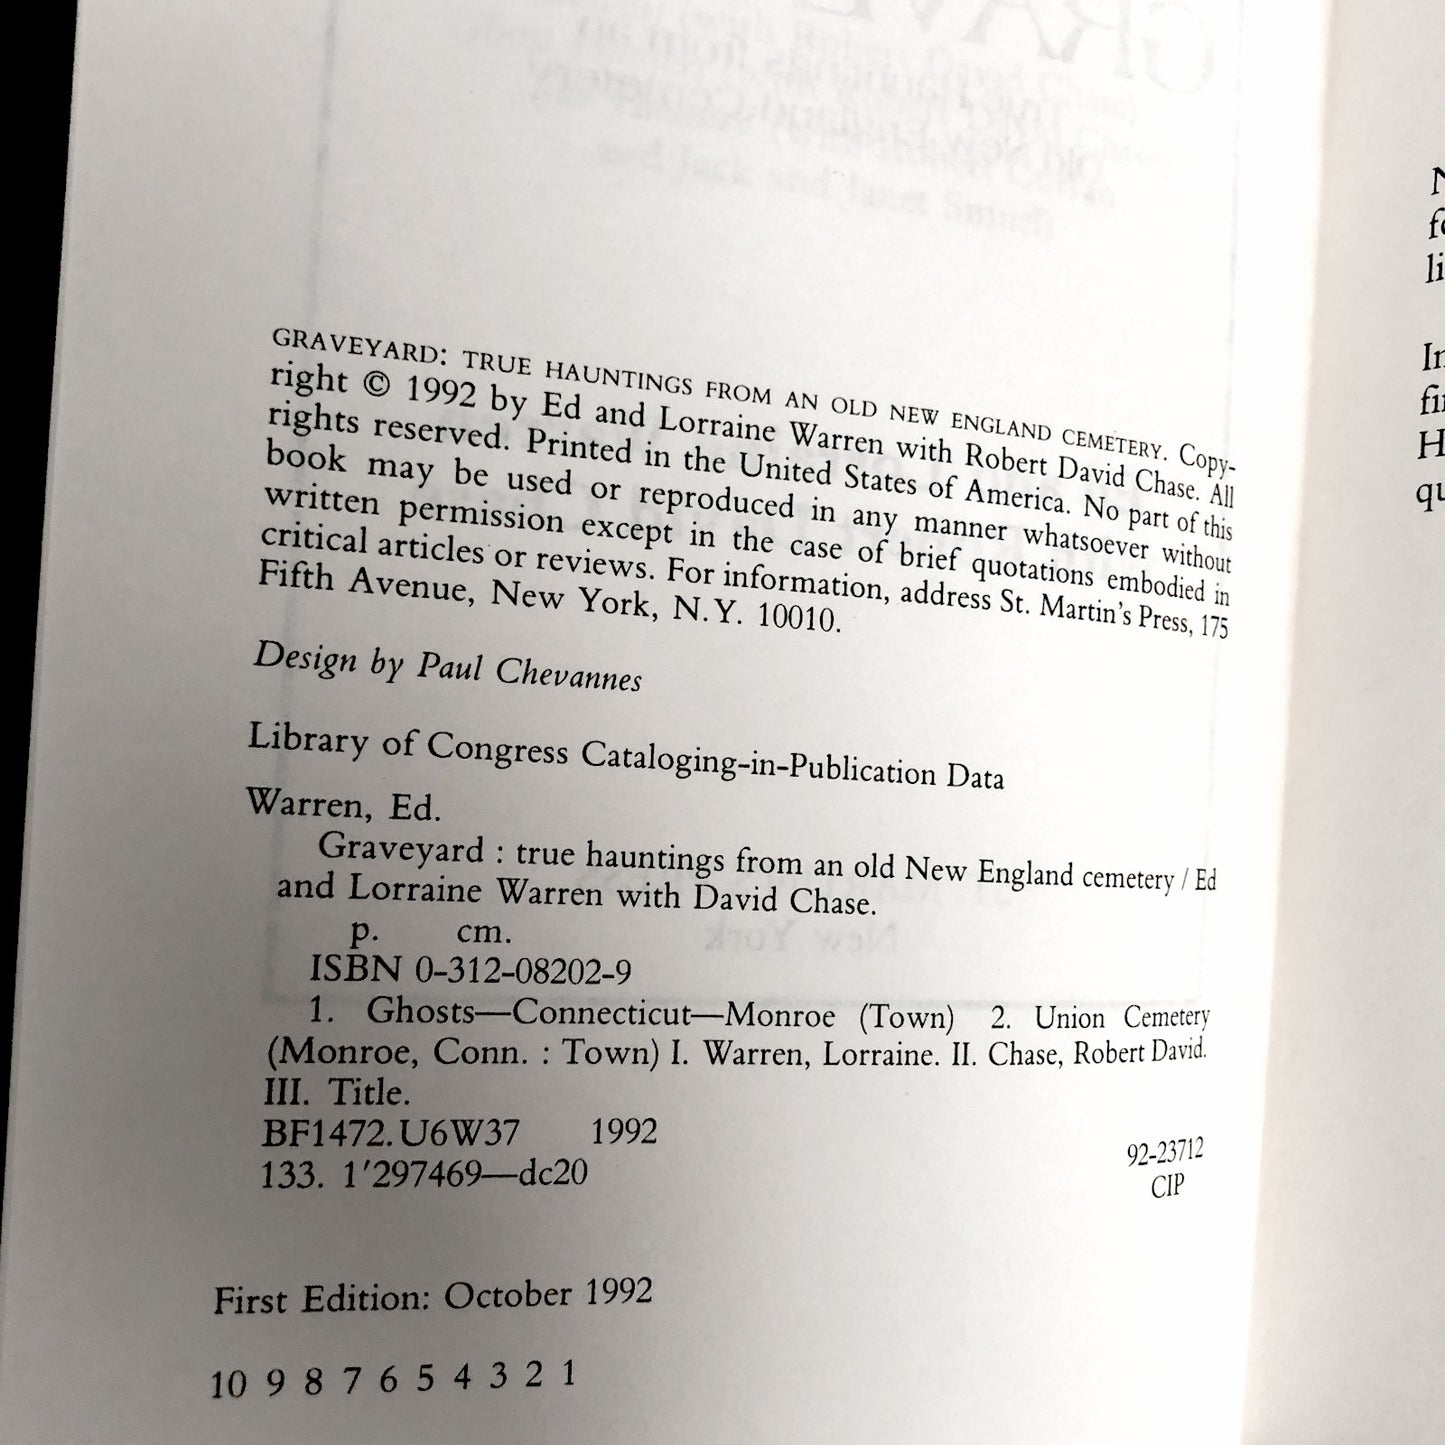 GRAVEYARD: TRUE HAUNTINGS FROM AN OLD NEW ENGLAND CEMETERY. Copy-
right © 1992 by Ed and Lorraine Warren with Robert David Chase. All
rights reserved. Printed in the United States of America. No part of this
book may be used or reproduced in any manner whatsoever without
written permission except in the case of brief quotations embodied in
critical articles or reviews. For information, address St. Martin's Press, 175
Fifth Avenue, New York, N.Y. 10010.
Design by Paul Chevannes
Library of Congress Cataloging-in-Publication Data
Warren, Ed.
Graveyard : true hauntings from an old New England cemetery / Ed
and Lorraine Warren with David Chase.
p. cm.
ISBN 0-312-08202-9
1. Ghosts—Connecticut—Monroe (Town) 2. Union Cemetery
(Monroe, Conn. : Town) I. Warren, Lorraine. II. Chase, Robert David.
III. Title.
BF1472.U6W37 1992
133. 1'297469—dc20
92-23712
CIP
First Edition: October 1992
10 9 8 7 6 5 4 3 2 1